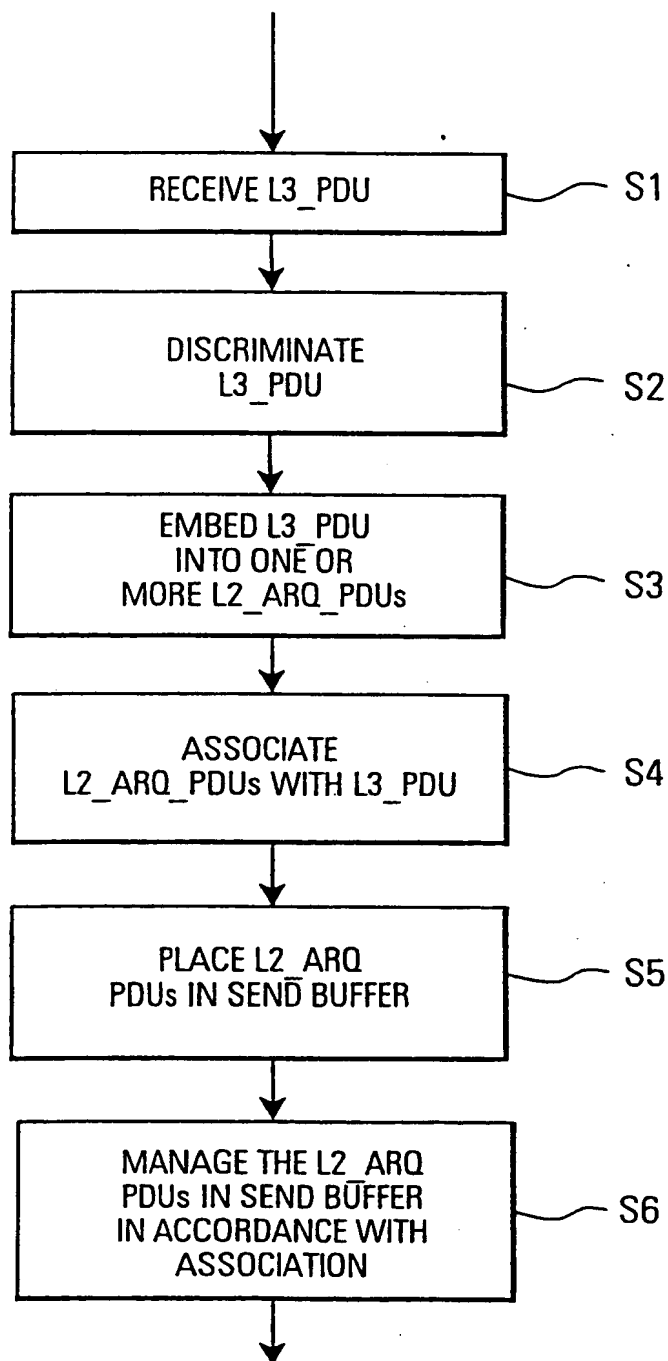 RECEIVE L3_PDU
S1
DISCRIMINATE
L3_PDU
S2
EMBED L3_PDU
INTO ONE OR
MORE L2_ARQ_PDUs
S3
ASSOCIATE
L2_ARQ_PDUs WITH L3_PDU
S4
PLACE L2_ARQ
PDUs IN SEND BUFFER
S5
MANAGE THE L2_ARQ
PDUs IN SEND BUFFER
IN ACCORDANCE WITH
ASSOCIATION
S6